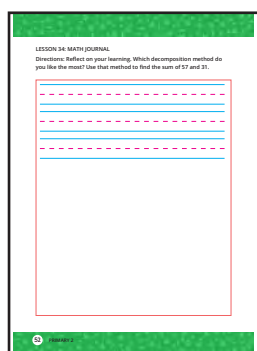 LESSON 34: MATH JOURNAL
Directions: Reflect on your learning. Which decomposition method do
you like the most? Use that method to find the sum of 57 and 31.
52 PRIMARY 2